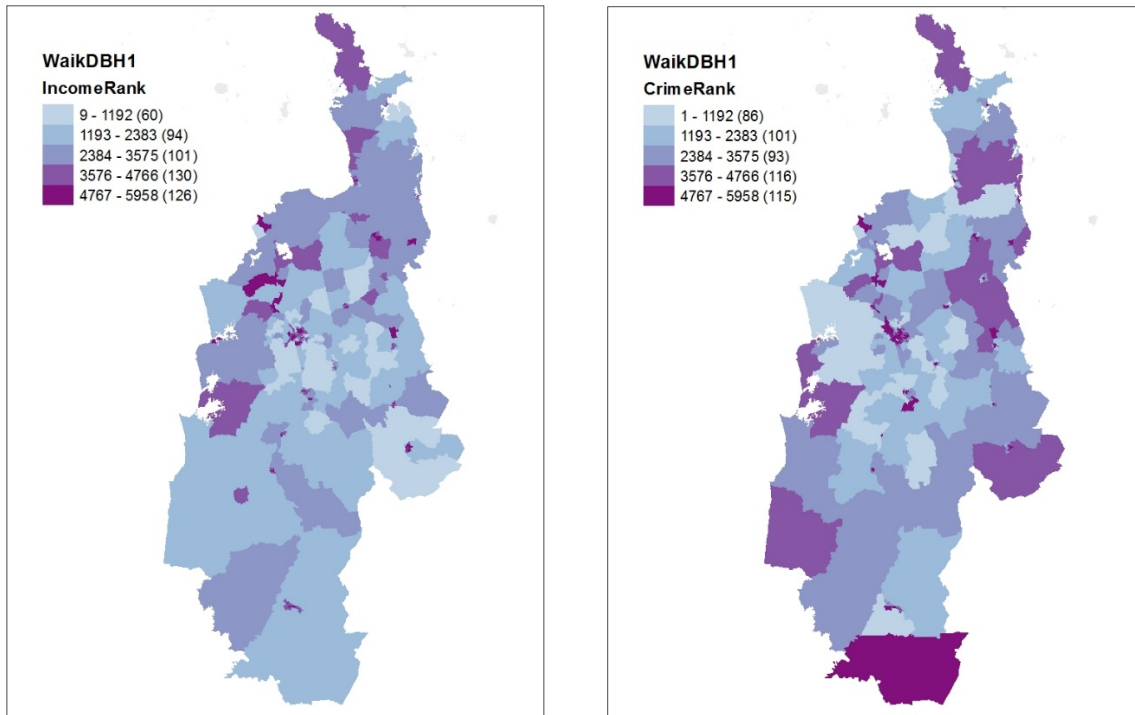 WaikDBH1
IncomeRank
9 - 1192 (60)
1193 - 2383 (94)
2384 - 3575 (101)
3576 - 4766 (130)
4767 - 5958 (126)
WaikDBH1
CrimeRank
1 - 1192 (86)
1193 - 2383 (101)
2384 - 3575 (93)
3576 - 4766 (116)
4767 - 5958 (115)